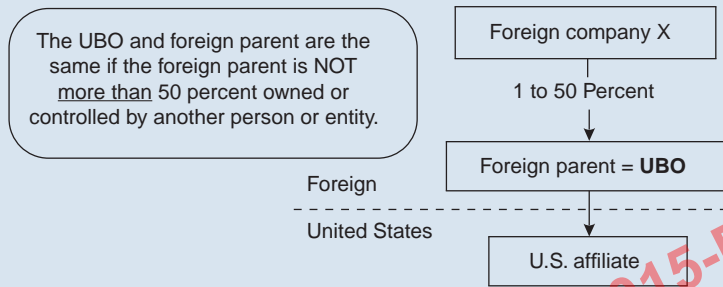 The UBO and foreign parent are the
same if the foreign parent is NOT
more than 50 percent owned or
controlled by another person or entity.
Foreign company X
1 to 50 Percent
Foreign parent = UBO
Foreign
United States
U.S. affiliate